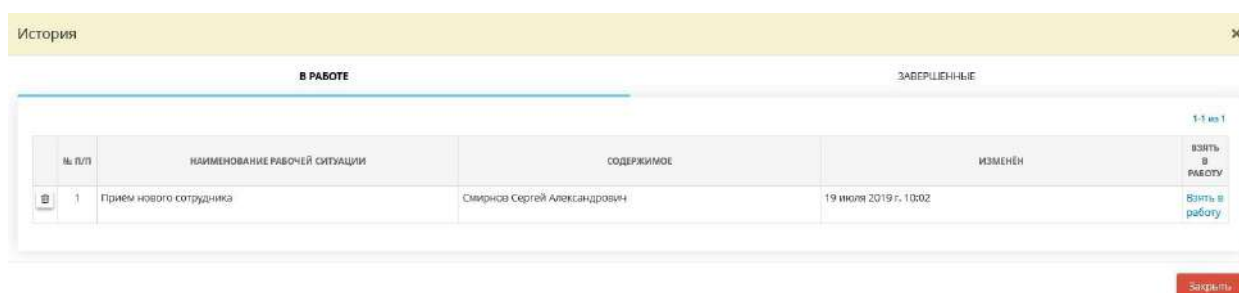 История ×
В РАБОТЕ ЗАВЕРШЕННЫЕ
1-1 из 1
№ П/П НАИМЕНОВАНИЕ РАБОЧЕЙ СИТУАЦИИ СОДЕРЖИМОЕ ИЗМЕНЁН ВЗЯТЬ
В
РАБОТУ
1 Приём нового сотрудника Смирнов Сергей Александрович 19 июля 2019 г. 10:02 Взять в
работу
Закрыть